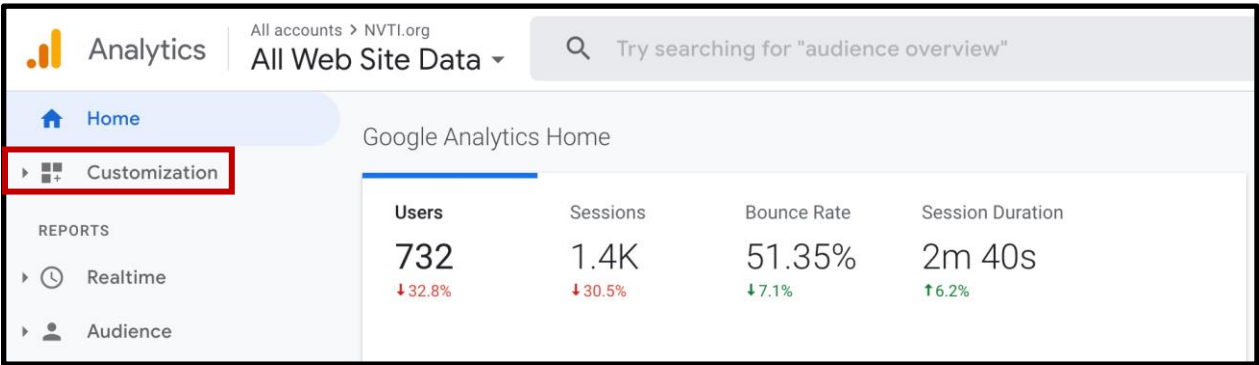 Analytics
All accounts > NVTI.org
All Web Site Data
Try searching for "audience overview"
Home
Customization
REPORTS
Realtime
Audience
Google Analytics Home
Users
732
↓32.8%
Sessions
1.4K
↓30.5%
Bounce Rate
51.35%
↓7.1%
Session Duration
2m 40s
↑6.2%